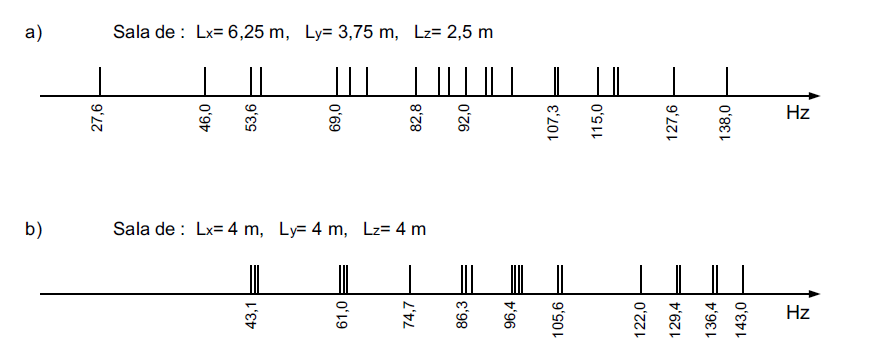 a) Sala de : Lx= 6,25 m, Ly= 3,75 m, Lz= 2,5 m
27,6 46,0 53,6 69,0 82,8 92,0 107,3 115,0 127,6 138,0 Hz
b) Sala de : Lx= 4 m, Ly= 4 m, Lz= 4 m
43,1 61,0 74,7 86,3 96,4 105,6 122,0 129,4 136,4 143,0 Hz